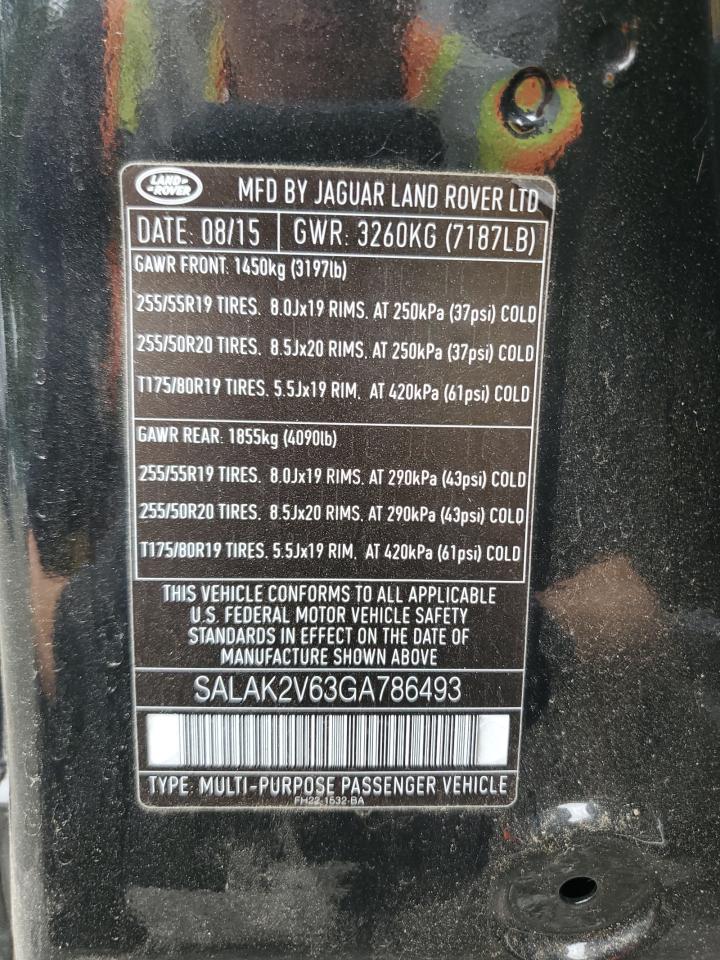 LAND-
-ROVER
MFD BY JAGUAR LAND ROVER LTD
DATE: 08/15 GWR: 3260KG (7187LB)
GAWR FRONT: 1450kg (3197lb)
255/55R19 TIRES. 8.0Jx19 RIMS. AT 250kPa (37psi) COLD
255/50R20 TIRES. 8.5Jx20 RIMS. AT 250kPa (37psi) COLD
T175/80R19 TIRES. 5.5Jx19 RIM. AT 420kPa (61psi) COLD
GAWR REAR: 1855kg (4090lb)
255/55R19 TIRES. 8.0Jx19 RIMS. AT 290kPa (43psi) COLD
255/50R20 TIRES. 8.5Jx20 RIMS. AT 290kPa (43psi) COLD
T175/80R19 TIRES. 5.5Jx19 RIM. AT 420kPa (61psi) COLD
THIS VEHICLE CONFORMS TO ALL APPLICABLE
U.S. FEDERAL MOTOR VEHICLE SAFETY
STANDARDS IN EFFECT ON THE DATE OF
MANUFACTURE SHOWN ABOVE
SALAK2V63GA786493
TYPE: MULTI-PURPOSE PASSENGER VEHICLE
FH22-1532-BA